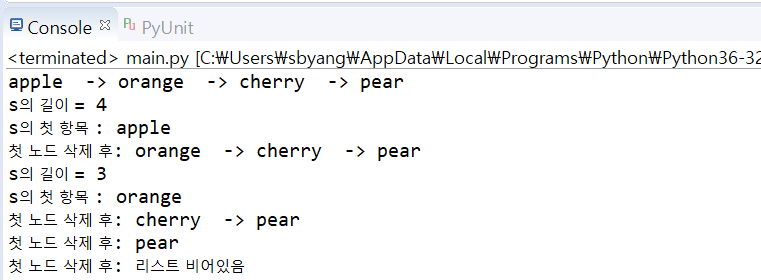 Console PyUnit
<terminated> main.py [C:₩Users₩sbyang₩AppData₩Local₩Programs₩Python₩Python36-32
apple  -> orange  -> cherry  -> pear
s의 길이 = 4
s의 첫 항목 : apple
첫 노드 삭제 후: orange  -> cherry  -> pear
s의 길이 = 3
s의 첫 항목 : orange
첫 노드 삭제 후: cherry  -> pear
첫 노드 삭제 후: pear
첫 노드 삭제 후: 리스트 비어있음